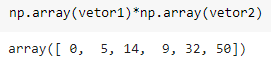 np.array(vetor1)*np.array(vetor2)
array([ 0,  5, 14,  9, 32, 50])